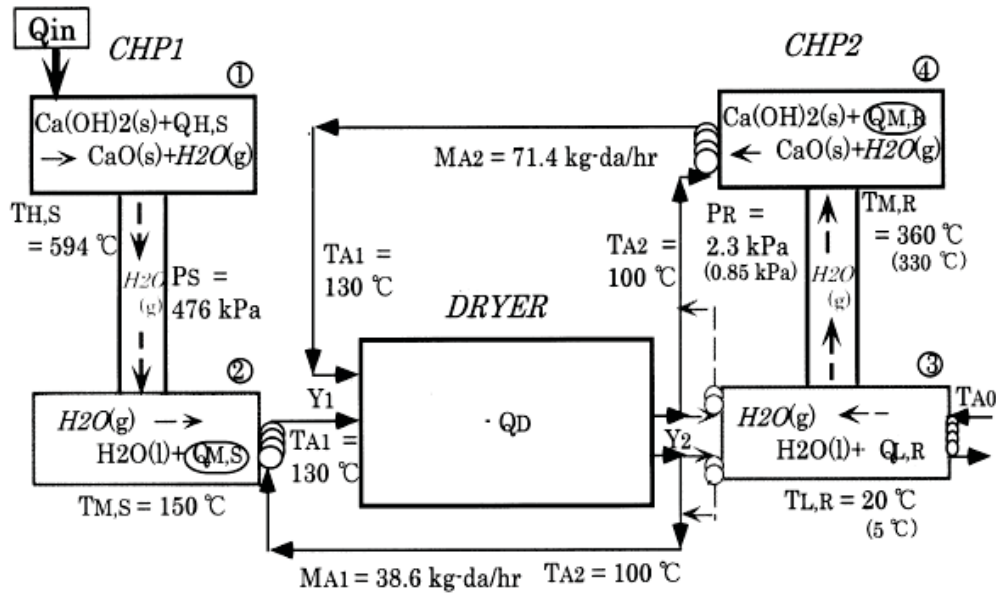 Qin
CHP1
①
Ca(OH)2(s)+QH,S
→ CaO(s)+H2O(g)
TH,S
= 594 ℃
H2O
(g)
PS =
476 kPa
②
H2O(g) →
H2O(l)+QM,S
TM,S = 150 ℃
MA2 = 71.4 kg-da/hr
TA1 =
130 ℃
TA2 =
100 ℃
DRYER
Y1
- QD
Y2
TA1 =
130 ℃
MA1 = 38.6 kg-da/hr
TA2 = 100 ℃
CHP2
④
Ca(OH)2(s)+ QM,R
← CaO(s)+H2O(g)
PR =
2.3 kPa
(0.85 kPa)
H2O
(g)
TM,R
= 360 ℃
(330 ℃)
③
H2O(g) ←
H2O(l)+ QL,R
TA0
TL,R = 20 ℃
(5 ℃)